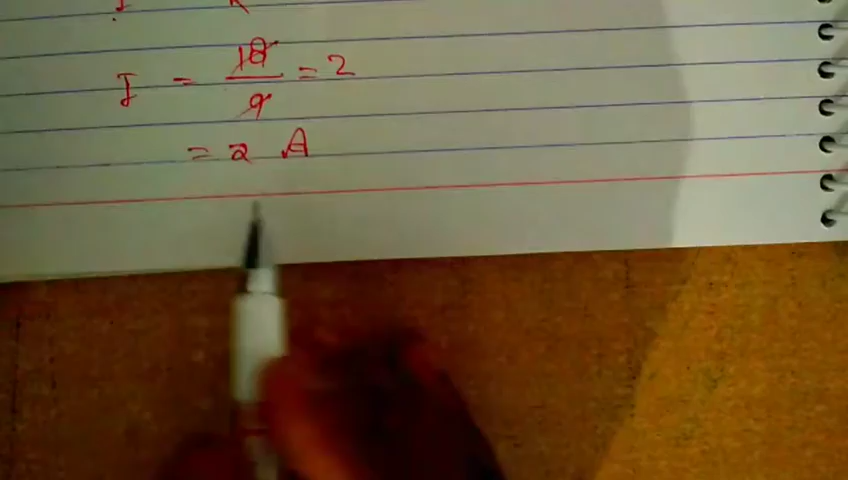 I R
I = 18/9 = 2
= 2 A